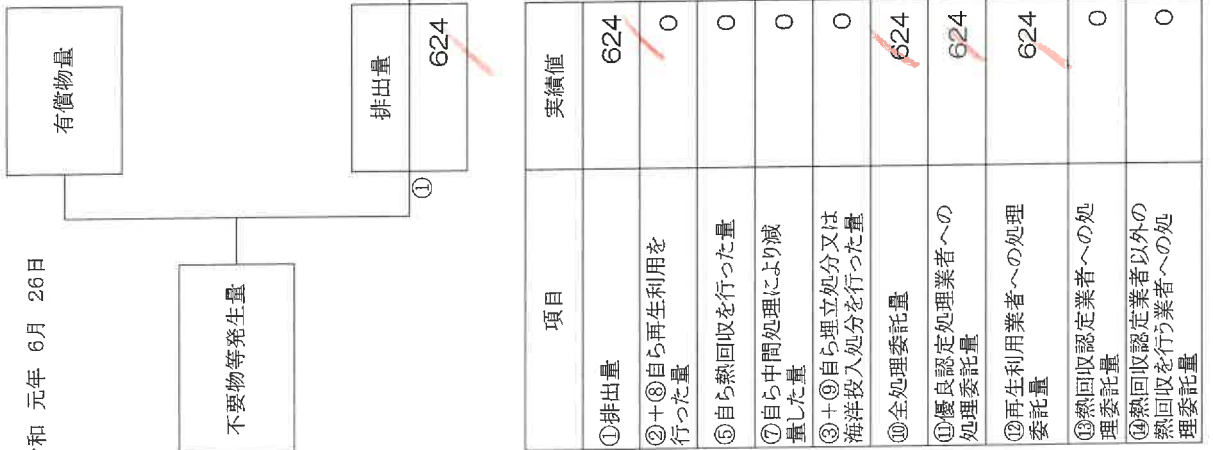 和 元年 6月 26日
有償物量
不要物等発生量
①
排出量
624
項目
実績値
①排出量
624
②+⑧自ら再生利用を
行った量
0
⑤自ら熱回収を行った量
0
⑦自ら中間処理により減
量した量
0
③+⑨自ら埋立処分又は
海洋投入処分を行った量
0
⑩全処理委託量
624
⑪優良認定処理業者への
処理委託量
624
⑫再生利用業者への処理
委託量
624
⑬熱回収認定業者への処
理委託量
0
⑭熱回収認定業者以外の
熱回収を行う業者への処
理委託量
0